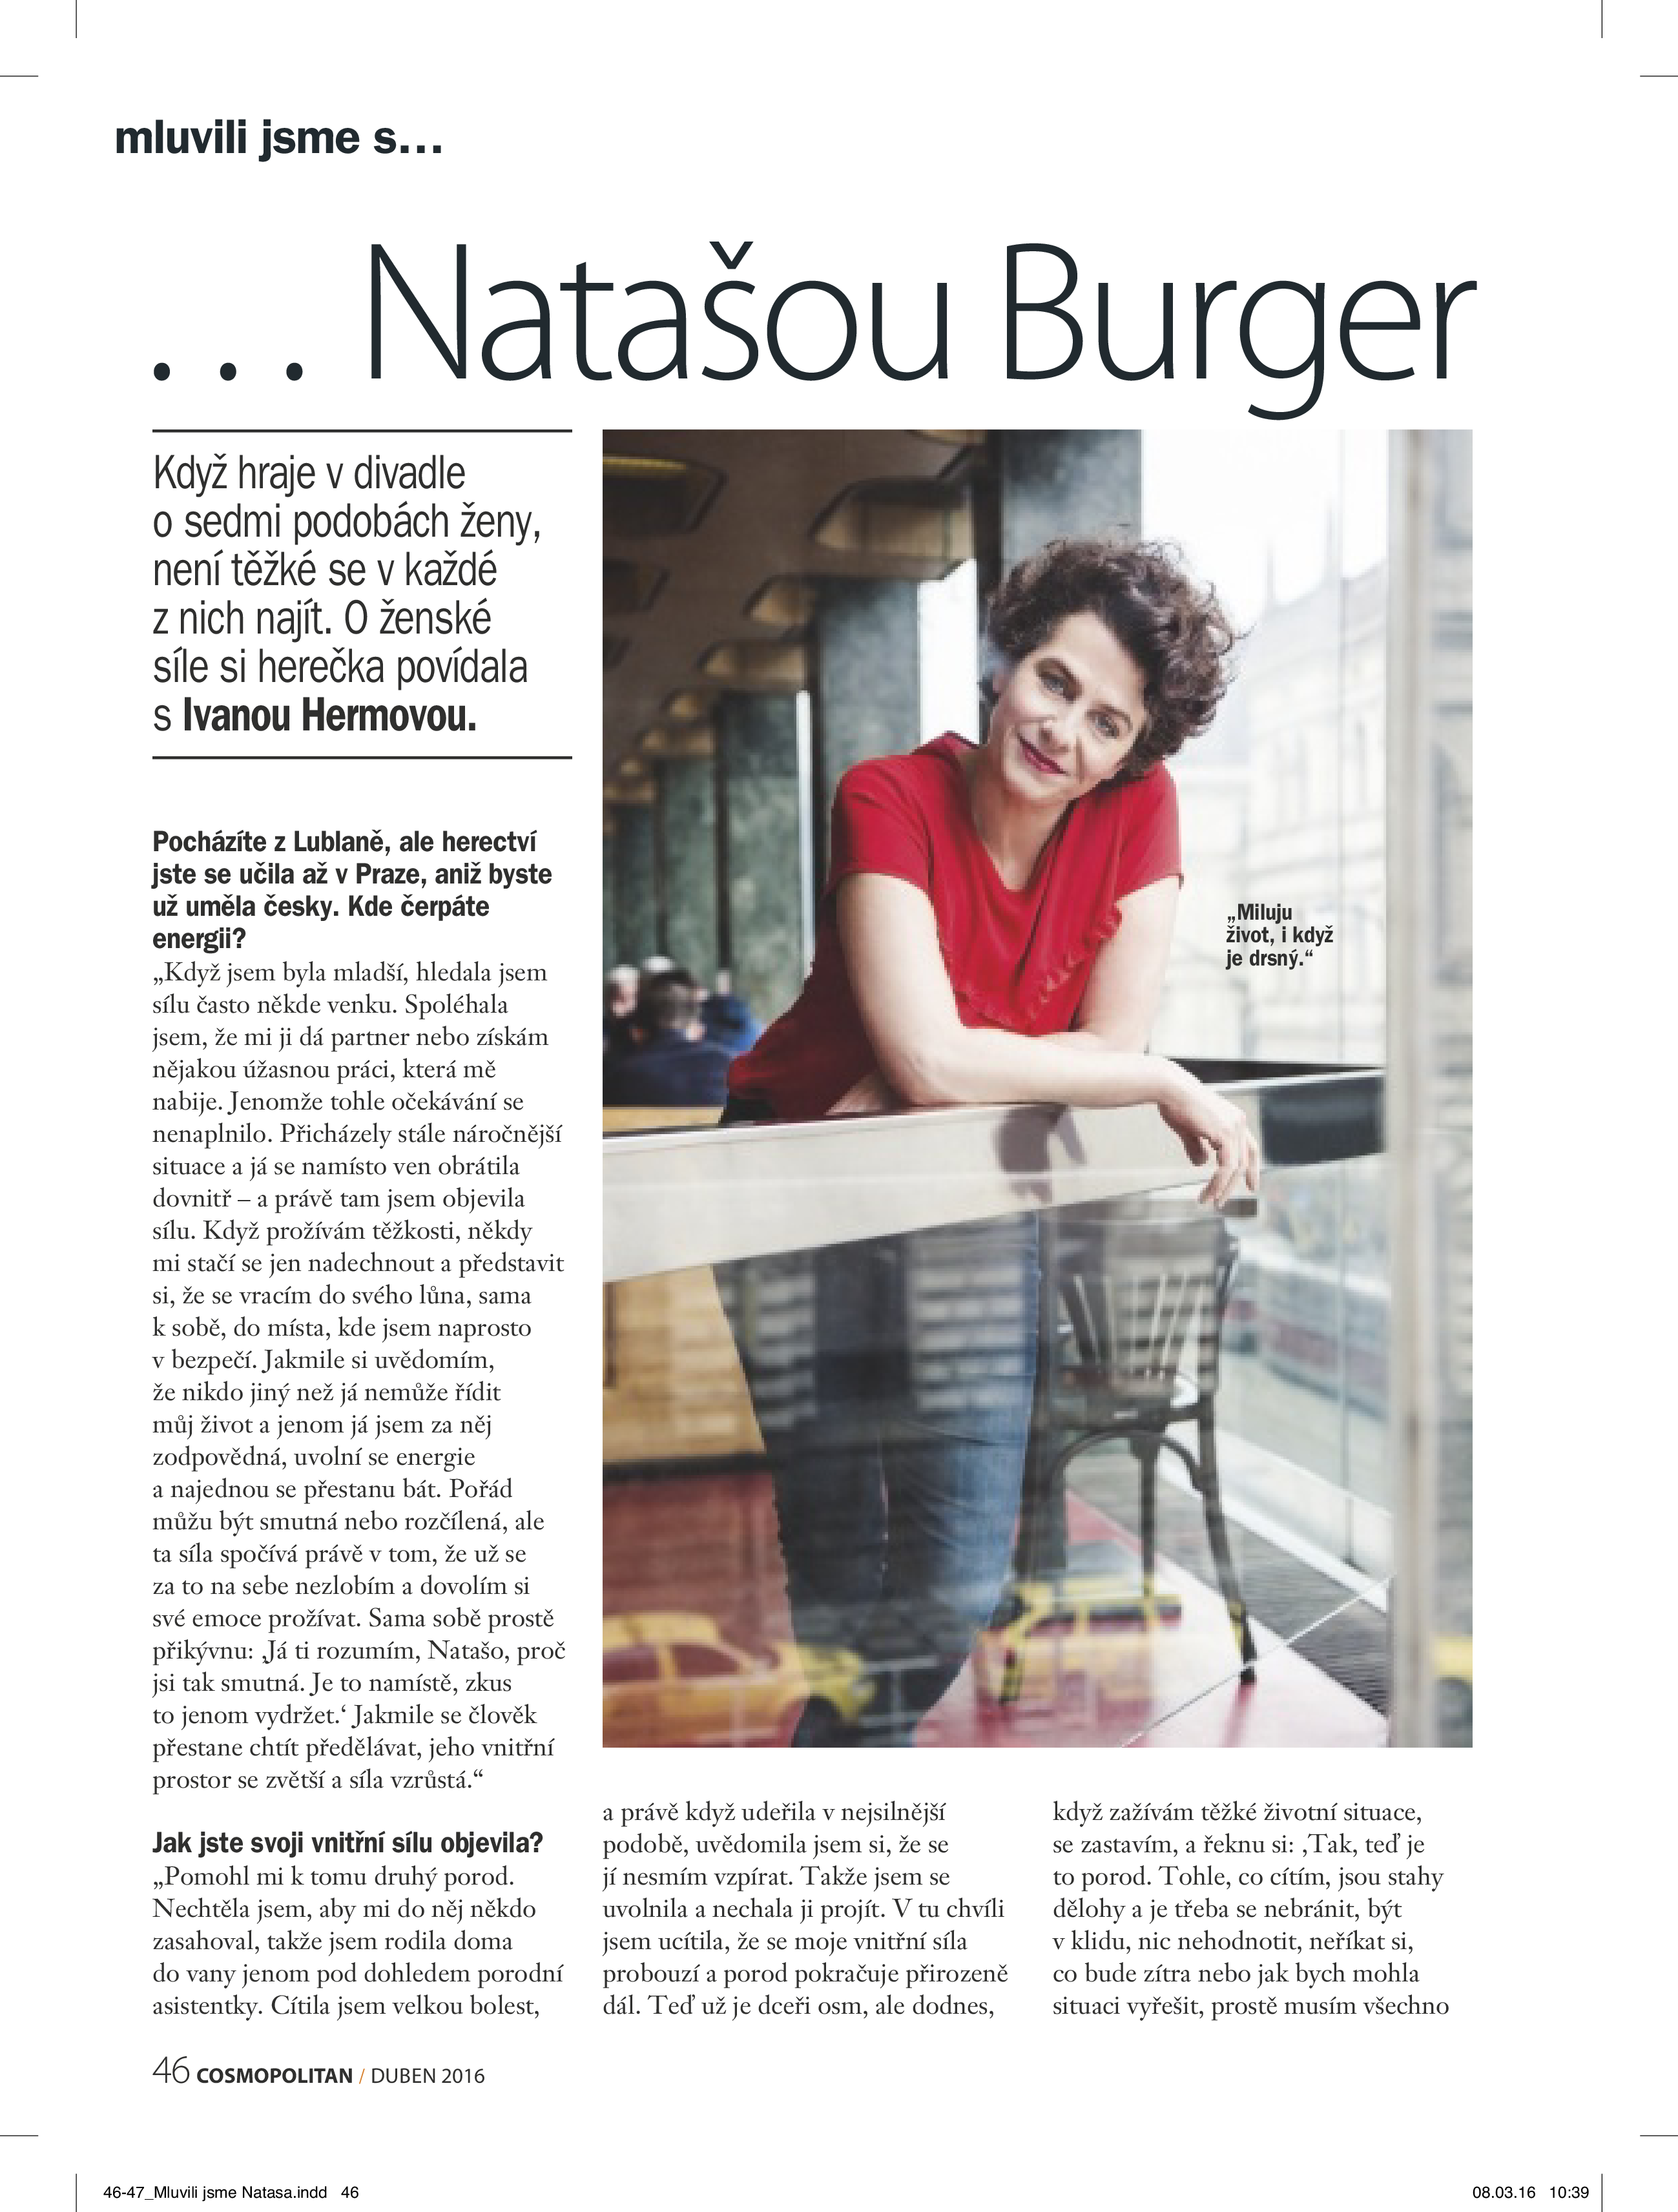 mluvili jsme s…
… Natašou Burger
Když hraje v divadle
o sedmi podobách ženy,
není těžké se v každé
z nich najít. O ženské
síle si herečka povídala
s Ivanou Hermovou.
Pocházíte z Lublaně, ale herectví
jste se učila až v Praze, aniž byste
už uměla česky. Kde čerpáte
energii?
„Když jsem byla mladší, hledala jsem
sílu často někde venku. Spoléhala
jsem, že mi ji dá partner nebo získám
nějakou úžasnou práci, která mě
nabije. Jenomže tohle očekávání se
nenaplnilo. Přicházely stále náročnější
situace a já se namísto ven obrátila
dovnitř – a právě tam jsem objevila
sílu. Když prožívám těžkosti, někdy
mi stačí se jen nadechnout a představit
si, že se vracím do svého lůna, sama
k sobě, do místa, kde jsem naprosto
v bezpečí. Jakmile si uvědomím,
že nikdo jiný než já nemůže řídit
můj život a jenom já jsem za něj
zodpovědná, uvolní se energie
a najednou se přestanu bát. Pořád
můžu být smutná nebo rozčílená, ale
ta síla spočívá právě v tom, že už se
za to na sebe nezlobím a dovolím si
své emoce prožívat. Sama sobě prostě
přikývnu: ‚Já ti rozumím, Natašo, proč
jsi tak smutná. Je to namístě, zkus
to jenom vydržet.‘ Jakmile se člověk
přestane chtít předělávat, jeho vnitřní
prostor se zvětší a síla vzrůstá.“
Jak jste svoji vnitřní sílu objevila?
„Pomohl mi k tomu druhý porod.
Nechtěla jsem, aby mi do něj někdo
zasahoval, takže jsem rodila doma
do vany jenom pod dohledem porodní
asistentky. Cítila jsem velkou bolest,
„Miluju
život, i když
je drsný.“
a právě když udeřila v nejsilnější
podobě, uvědomila jsem si, že se
jí nesmím vzpírat. Takže jsem se
uvolnila a nechala ji projít. V tu chvíli
jsem ucítila, že se moje vnitřní síla
probouzí a porod pokračuje přirozeně
dál. Teď už je dceři osm, ale dodnes,
když zažívám těžké životní situace,
se zastavím, a řeknu si: ‚Tak, teď je
to porod. Tohle, co cítím, jsou stahy
dělohy a je třeba se nebránit, být
v klidu, nic nehodnotit, neříkat si,
co bude zítra nebo jak bych mohla
situaci vyřešit, prostě musím všechno
46 COSMOPOLITAN / DUBEN 2016
46-47_Mluvili jsme Natasa.indd 46
08.03.16 10:39